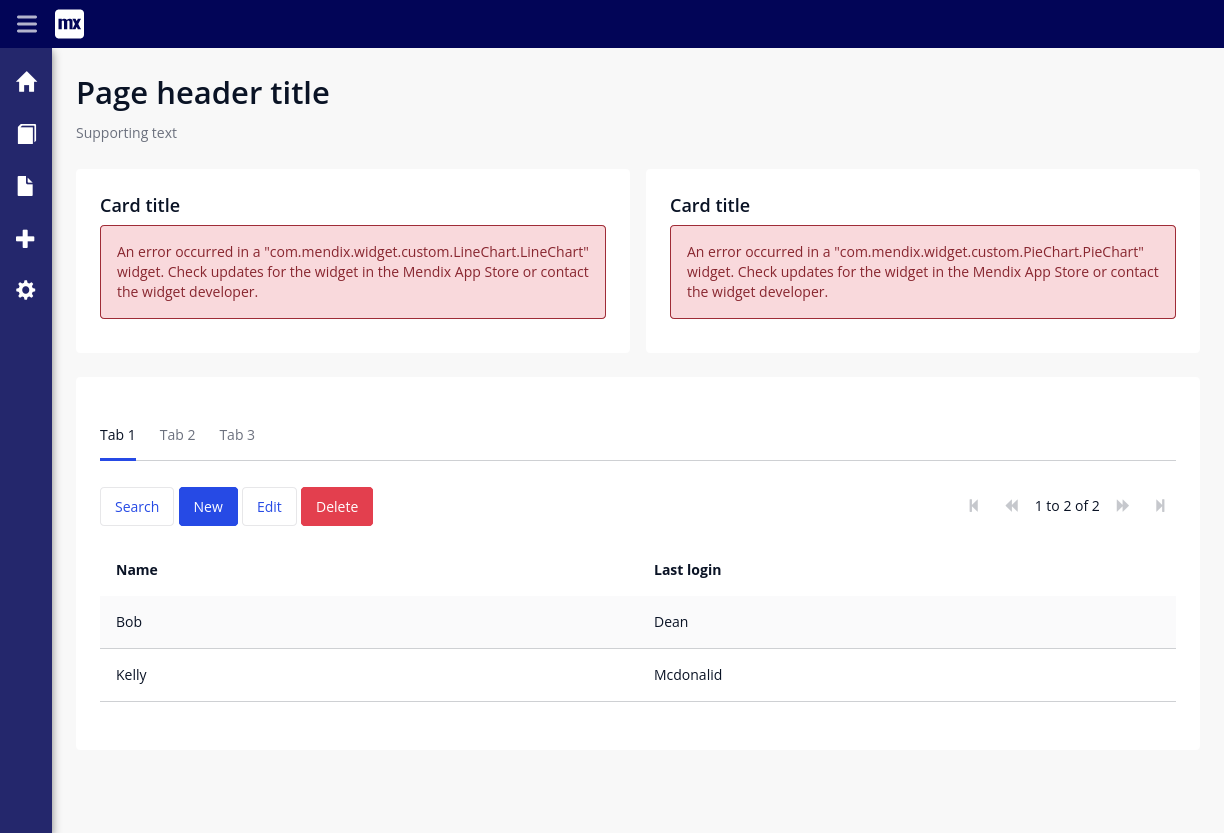 mx
Page header title
Supporting text
Card title
An error occurred in a "com.mendix.widget.custom.LineChart.LineChart"
widget. Check updates for the widget in the Mendix App Store or contact
the widget developer.
Card title
An error occurred in a "com.mendix.widget.custom.PieChart.PieChart"
widget. Check updates for the widget in the Mendix App Store or contact
the widget developer.
Tab 1 Tab 2 Tab 3
Search New Edit Delete 1 to 2 of 2
Name Last login
Bob Dean
Kelly Mcdonalid